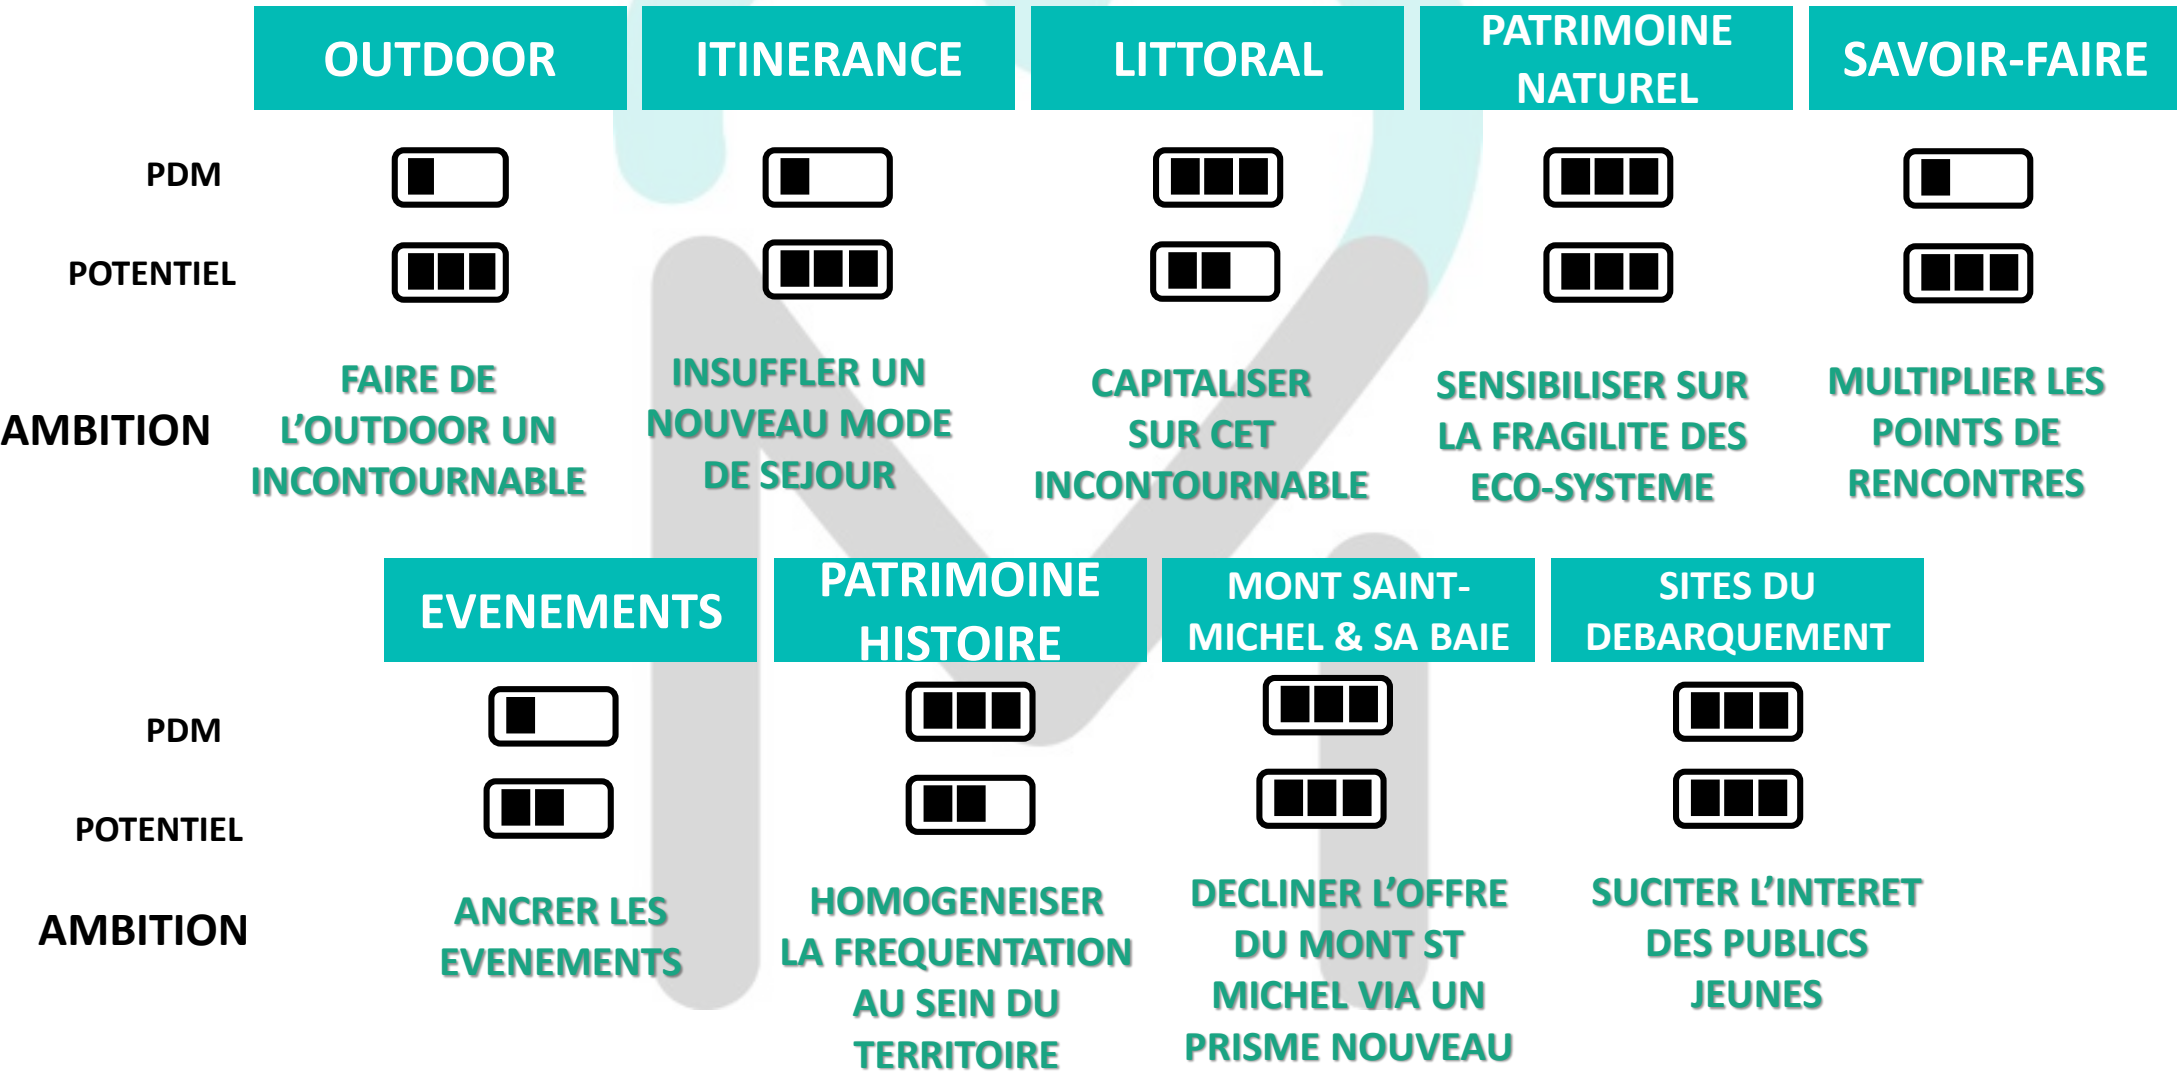 OUTDOOR
ITINERANCE
LITTORAL
PATRIMOINE
NATUREL
SAVOIR-FAIRE
PDM
POTENTIEL
AMBITION
FAIRE DE
L’OUTDOOR UN
INCONTOURNABLE
INSUFFLER UN
NOUVEAU MODE
DE SEJOUR
CAPITALISER
SUR CET
INCONTOURNABLE
SENSIBILISER SUR
LA FRAGILITE DES
ECO-SYSTEME
MULTIPLIER LES
POINTS DE
RENCONTRES
EVENEMENTS
PATRIMOINE
HISTOIRE
MONT SAINT-
MICHEL & SA BAIE
SITES DU
DEBARQUEMENT
PDM
POTENTIEL
AMBITION
ANCRER LES
EVENEMENTS
HOMOGENEISER
LA FREQUENTATION
AU SEIN DU
TERRITOIRE
DECLINER L’OFFRE
DU MONT ST
MICHEL VIA UN
PRISME NOUVEAU
SUCITER L’INTERET
DES PUBLICS
JEUNES